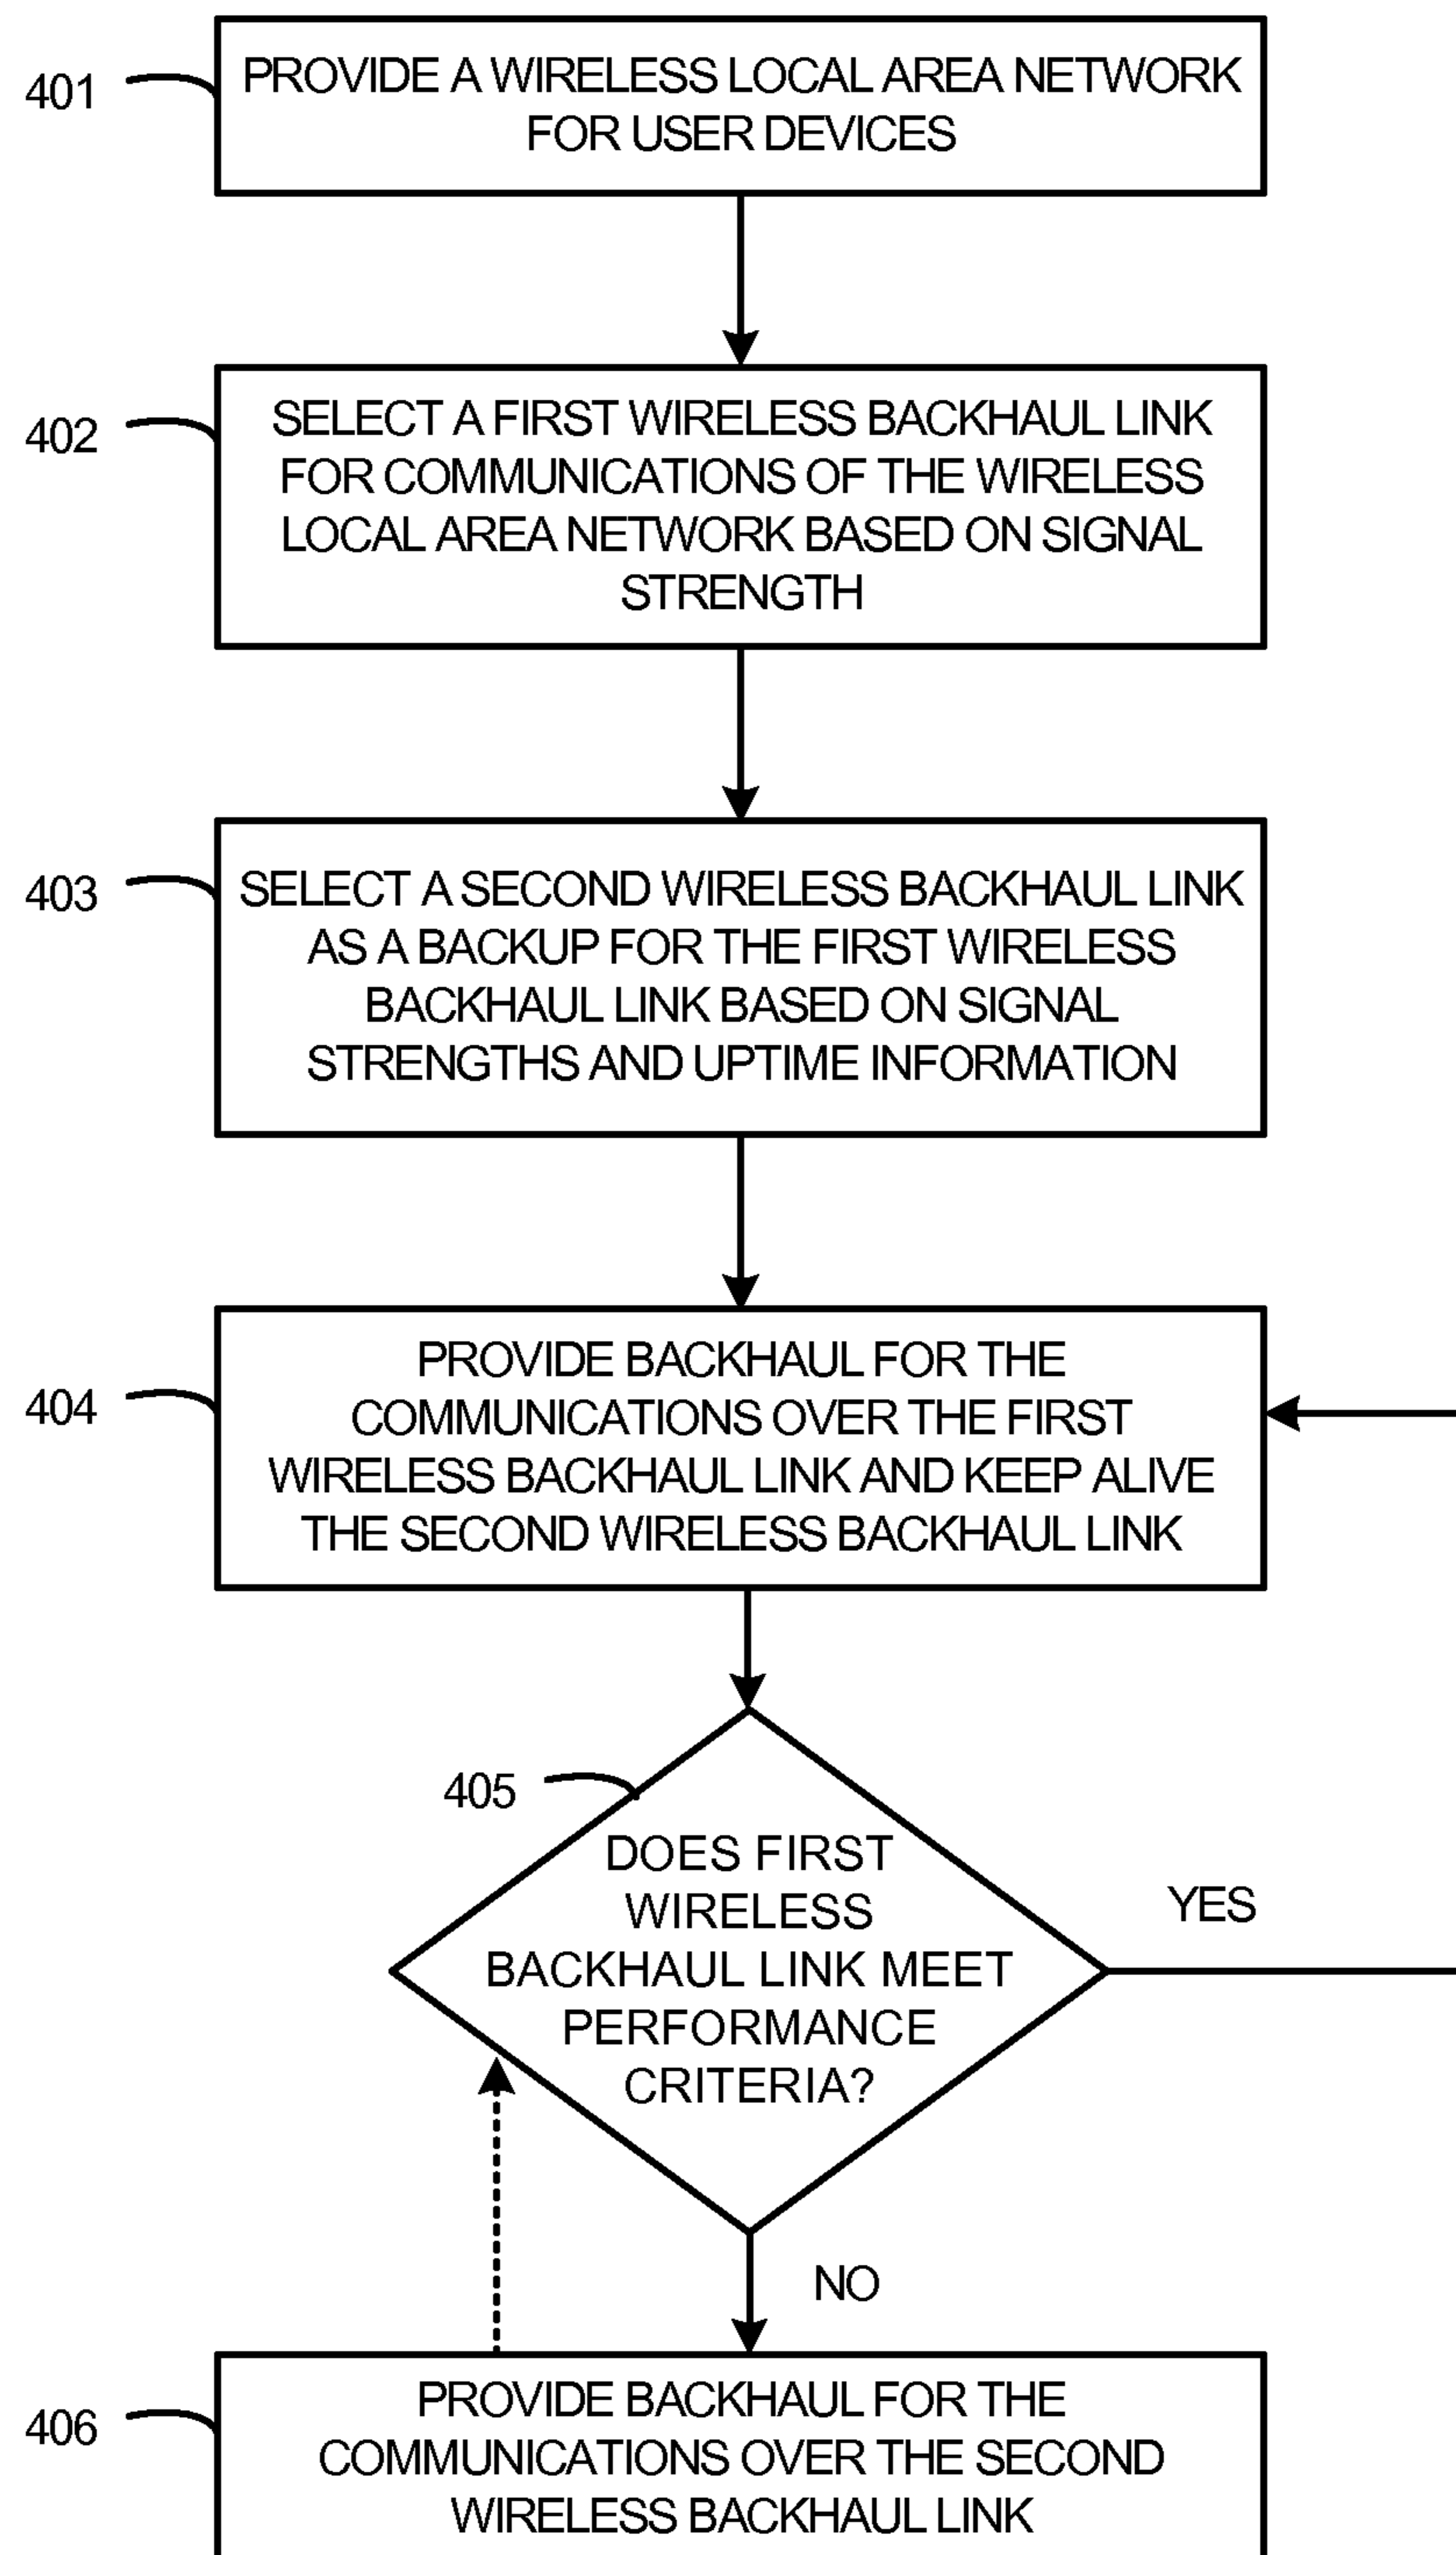 401
PROVIDE A WIRELESS LOCAL AREA NETWORK
FOR USER DEVICES
402
SELECT A FIRST WIRELESS BACKHAUL LINK
FOR COMMUNICATIONS OF THE WIRELESS
LOCAL AREA NETWORK BASED ON SIGNAL
STRENGTH
403
SELECT A SECOND WIRELESS BACKHAUL LINK
AS A BACKUP FOR THE FIRST WIRELESS
BACKHAUL LINK BASED ON SIGNAL
STRENGTHS AND UPTIME INFORMATION
404
PROVIDE BACKHAUL FOR THE
COMMUNICATIONS OVER THE FIRST
WIRELESS BACKHAUL LINK AND KEEP ALIVE
THE SECOND WIRELESS BACKHAUL LINK
405
DOES FIRST
WIRELESS
BACKHAUL LINK MEET
PERFORMANCE
CRITERIA?
YES
NO
406
PROVIDE BACKHAUL FOR THE
COMMUNICATIONS OVER THE SECOND
WIRELESS BACKHAUL LINK